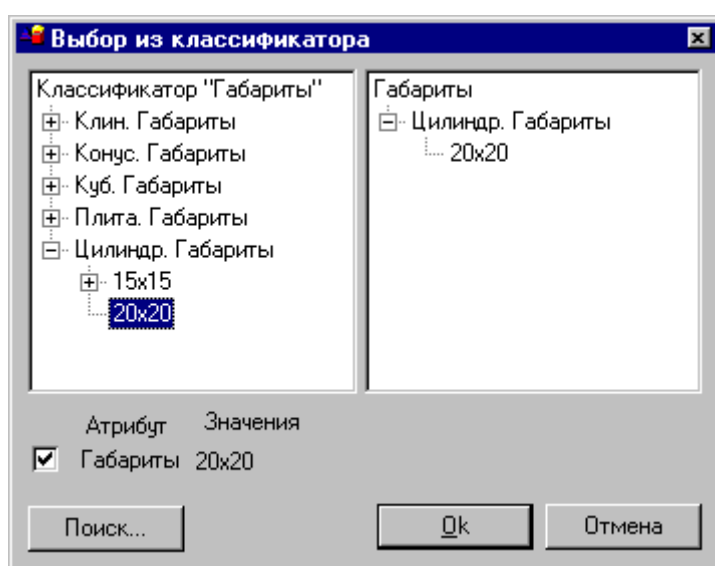 Выбор из классификатора
Классификатор "Габариты"
Клин. Габариты
Конус. Габариты
Куб. Габариты
Плита. Габариты
Цилиндр. Габариты
15x15
20x20
Габариты
Цилиндр. Габариты
20x20
Атрибут Значения
Габариты 20x20
Поиск... Ok Отмена